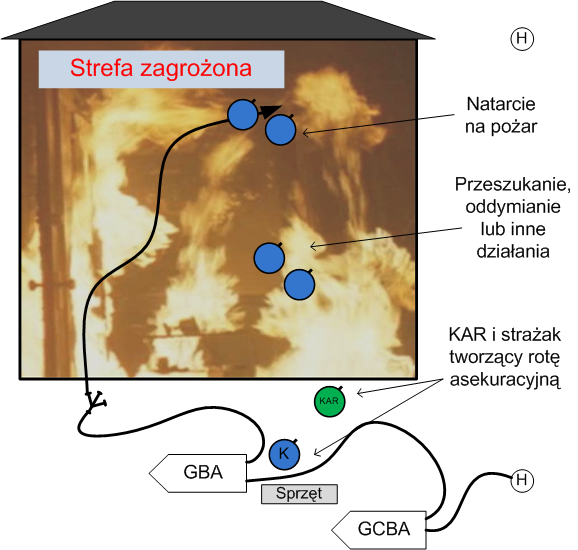 Strefa zagrożona
H
Natarcie
na pożar
Przeszukanie,
oddymianie
lub inne
działania
KAR i strażak
tworzący rotę
asekuracyjną
KAR
K
GBA
Sprzęt
H
GCBA